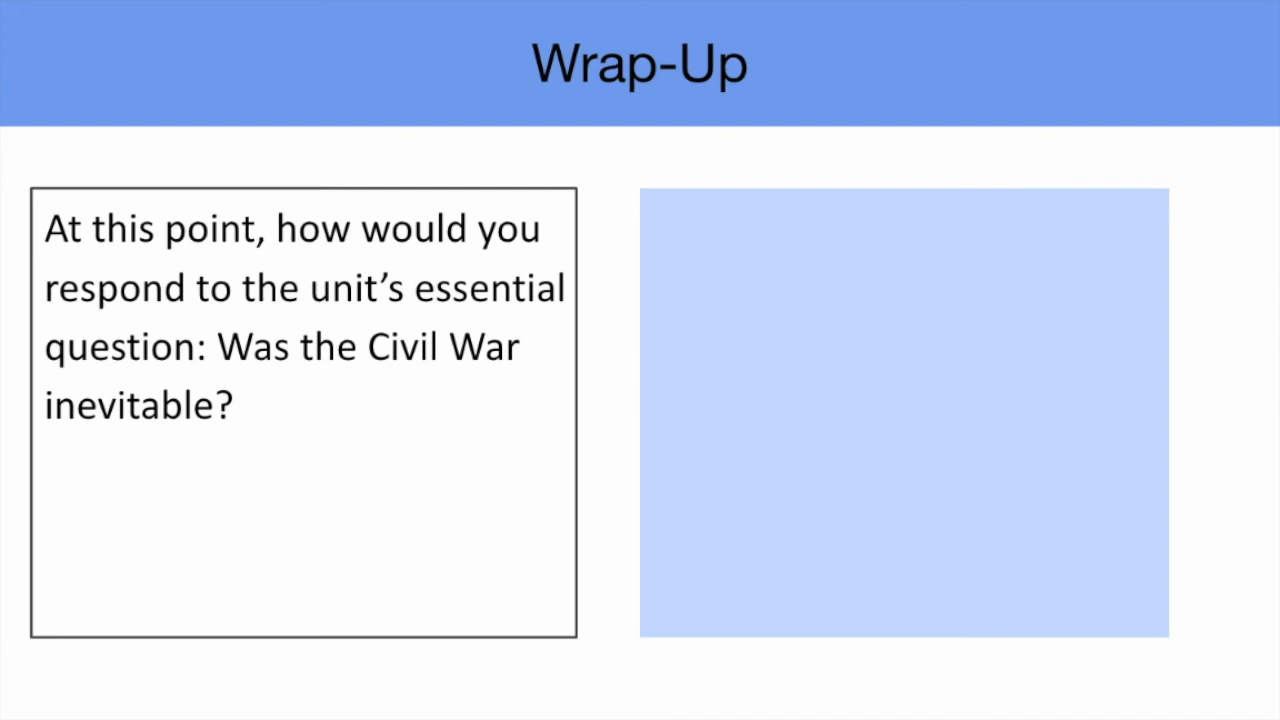 Wrap-Up
At this point, how would you
respond to the unit’s essential
question: Was the Civil War
inevitable?